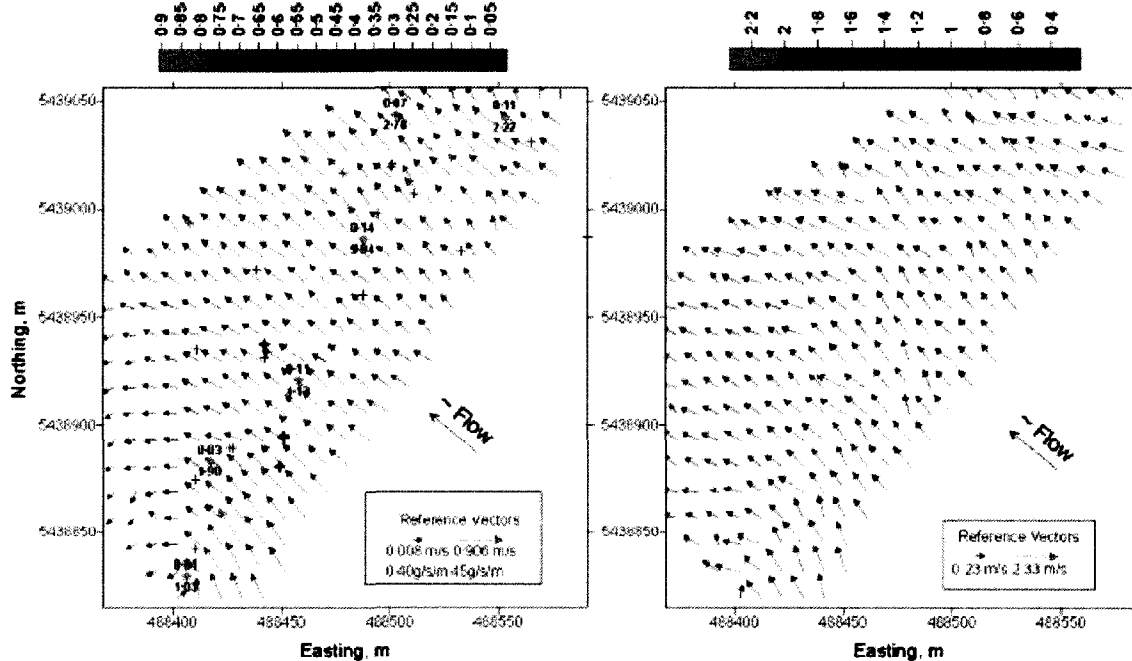 0·9 0·85 0·8 0·75 0·7 0·65 0·6 0·55 0·5 0·45 0·4 0·35 0·3 0·25 0·2 0·15 0·1 0·05
2·2 2 1·8 1·6 1·4 1·2 1 0·8 0·6 0·4
5439050
5439000
5438950
5438900
5438850
Northing, m
0·07
2·78
0·11
2·22
0·14
0·11
0·03
1·90
1·03
~ Flow
Reference Vectors
0.008 m/s 0.906 m/s
0.40g/s/m 45g/s/m
488400 488450 488500 488550
Easting, m
5439050
5439000
5438950
5438900
5438850
~ Flow
Reference Vectors
0.23 m/s 2.33 m/s
488400 488450 488500 488550
Easting, m